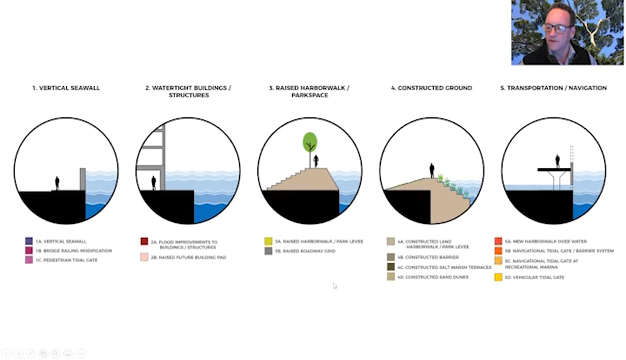 1. VERTICAL SEAWALL
2. WATERTIGHT BUILDINGS /
STRUCTURES
3. RAISED HARBORWALK /
PARKSPACE
4. CONSTRUCTED GROUND
5. TRANSPORTATION / NAVIGATION
1A VERTICAL SEAWALL
1B BRIDGE RAILING MODIFICATION
1C PEDESTRIAN TIDAL GATE
2A FLOOD IMPROVEMENTS TO
BUILDINGS / STRUCTURES
2B RAISED FUTURE BUILDING PAD
3A RAISED HARBORWALK / PARK LEVEE
3B RAISED ROADWAY GRID
4A CONSTRUCTED LAND
HARBORWALK / PARK LEVEE
4B CONSTRUCTED BARRIER
4C CONSTRUCTED SALT MARSH TERRACES
4D CONSTRUCTED SAND DUNES
5A NEW HARBORWALK OVER WATER
5B NAVIGATIONAL TIDAL GATE / BARRIER SYSTEM
5C NAVIGATIONAL TIDAL GATE AT
RECREATIONAL MARINA
5D VEHICULAR TIDAL GATE